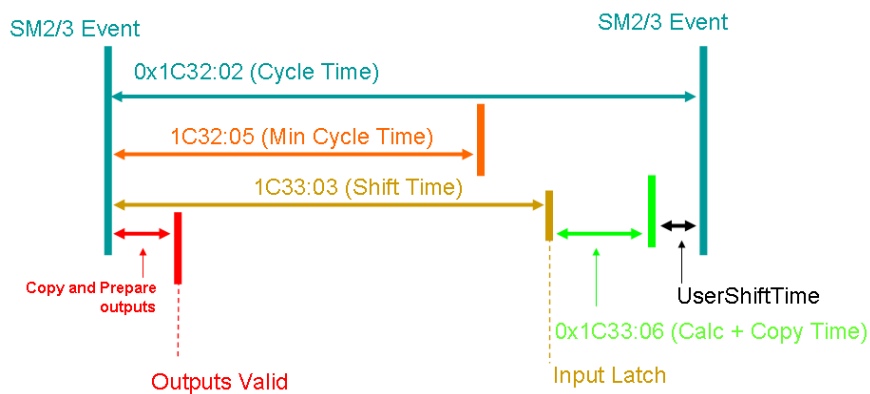 SM2/3 Event
SM2/3 Event
0x1C32:02 (Cycle Time)
1C32:05 (Min Cycle Time)
1C33:03 (Shift Time)
Copy and Prepare
outputs
UserShiftTime
0x1C33:06 (Calc + Copy Time)
Outputs Valid
Input Latch